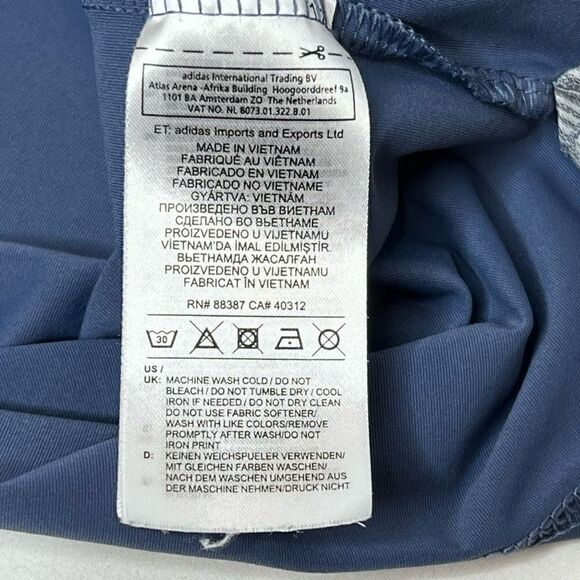 adidas International Trading BV
Atlas Arena -Afrika Building Hoogoorddreef 9a
1101 BA Amsterdam ZO The Netherlands
VAT NO. NL 8073.01.322.B.01
ET: adidas Imports and Exports Ltd
MADE IN VIETNAM
FABRIQUÉ AU VIÊTNAM
FABRICADO EN VIETNAM
FABRICADO NO VIETNAME
GYÁRTVA: VIETNÁM
ПРОИЗВЕДЕНО ВЪВ ВИЕТНАМ
СДЕЛАНО ВО ВЬЕТНАМЕ
PROIZVEDENO U VIJETNAMU
VIETNAM'DA İMAL EDİLMİŞTİR.
ВЬЕТНАМДА ЖАСАЛҒАН
PROIZVEDENO U VIJETNAMU
FABRICAT ÎN VIETNAM
RN# 88387 CA# 40312
30
US /
UK: MACHINE WASH COLD / DO NOT
BLEACH / DO NOT TUMBLE DRY / COOL
IRON IF NEEDED / DO NOT DRY CLEAN
DO NOT USE FABRIC SOFTENER/
WASH WITH LIKE COLORS/REMOVE
PROMPTLY AFTER WASH/DO NOT
IRON PRINT
D: KEINEN WEICHSPUELER VERWENDEN/
MIT GLEICHEN FARBEN WASCHEN/
NACH DEM WASCHEN UMGEHEND AUS
DER MASCHINE NEHMEN/DRUCK NICHT